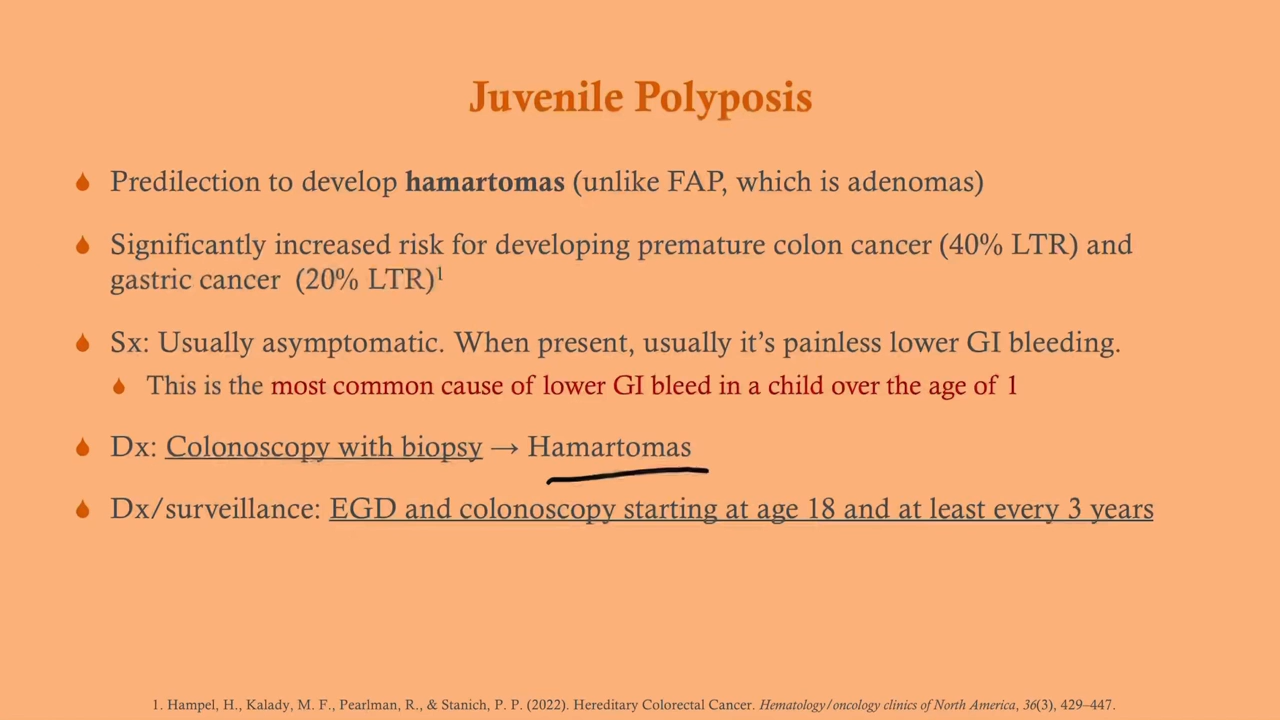 Juvenile Polyposis
Predilection to develop hamartomas (unlike FAP, which is adenomas)
Significantly increased risk for developing premature colon cancer (40% LTR) and
gastric cancer (20% LTR)¹
Sx: Usually asymptomatic. When present, usually it’s painless lower GI bleeding.
This is the most common cause of lower GI bleed in a child over the age of 1
Dx: Colonoscopy with biopsy → Hamartomas
Dx/surveillance: EGD and colonoscopy starting at age 18 and at least every 3 years
1. Hampel, H., Kalady, M. F., Pearlman, R., & Stanich, P. P. (2022). Hereditary Colorectal Cancer. Hematology/oncology clinics of North America, 36(3), 429–447.